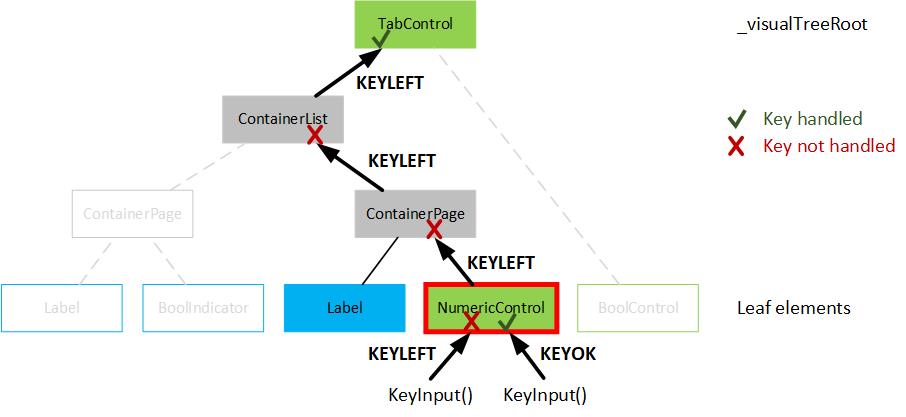 TabControl
_visualTreeRoot
KEYLEFT
ContainerList
Key handled
Key not handled
KEYLEFT
ContainerPage
ContainerPage
KEYLEFT
Label
BoolIndicator
Label
NumericControl
BoolControl
Leaf elements
KEYLEFT
KEYOK
KeyInput()
KeyInput()